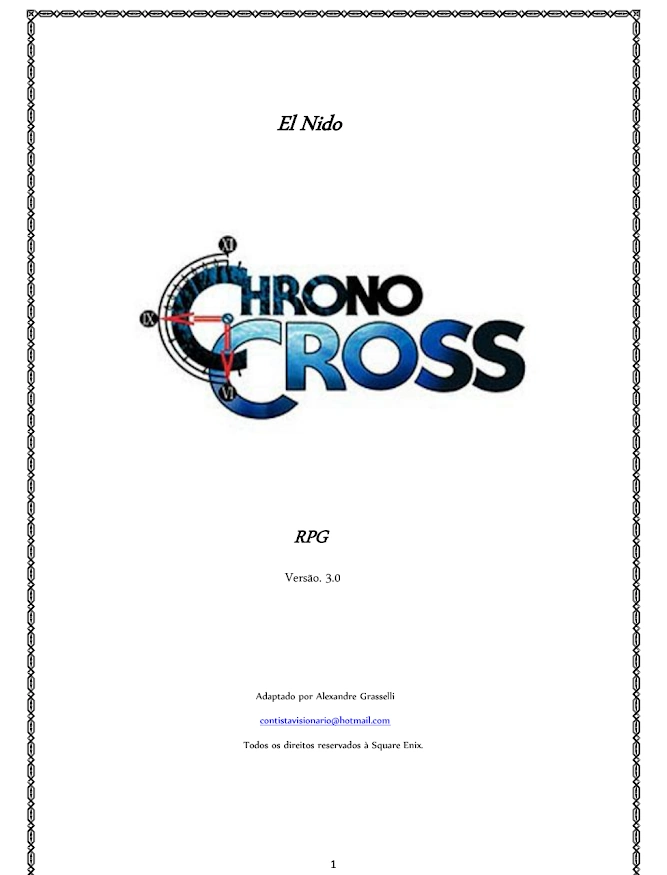 El Nido
XII
CHRONO
IX
CROSS
VI
RPG
Versão. 3.0
Adaptado por Alexandre Grasselli
contistavisionario@hotmail.com
Todos os direitos reservados à Square Enix.
1